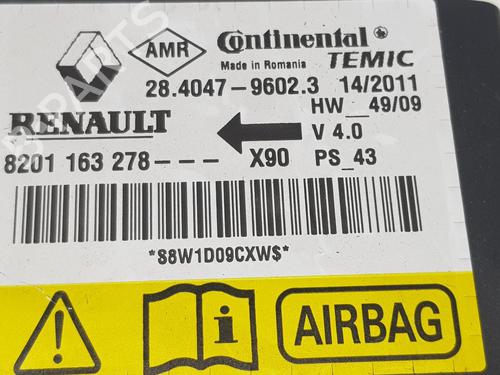 AMR
Continental
Made in Romania
TEMIC
28.4047-9602.3
14/2011
HW_49/09
RENAULT
V 4.0
8201 163 278---
X90
PS_43
*S8W1D09CXW$*
i
AIRBAG